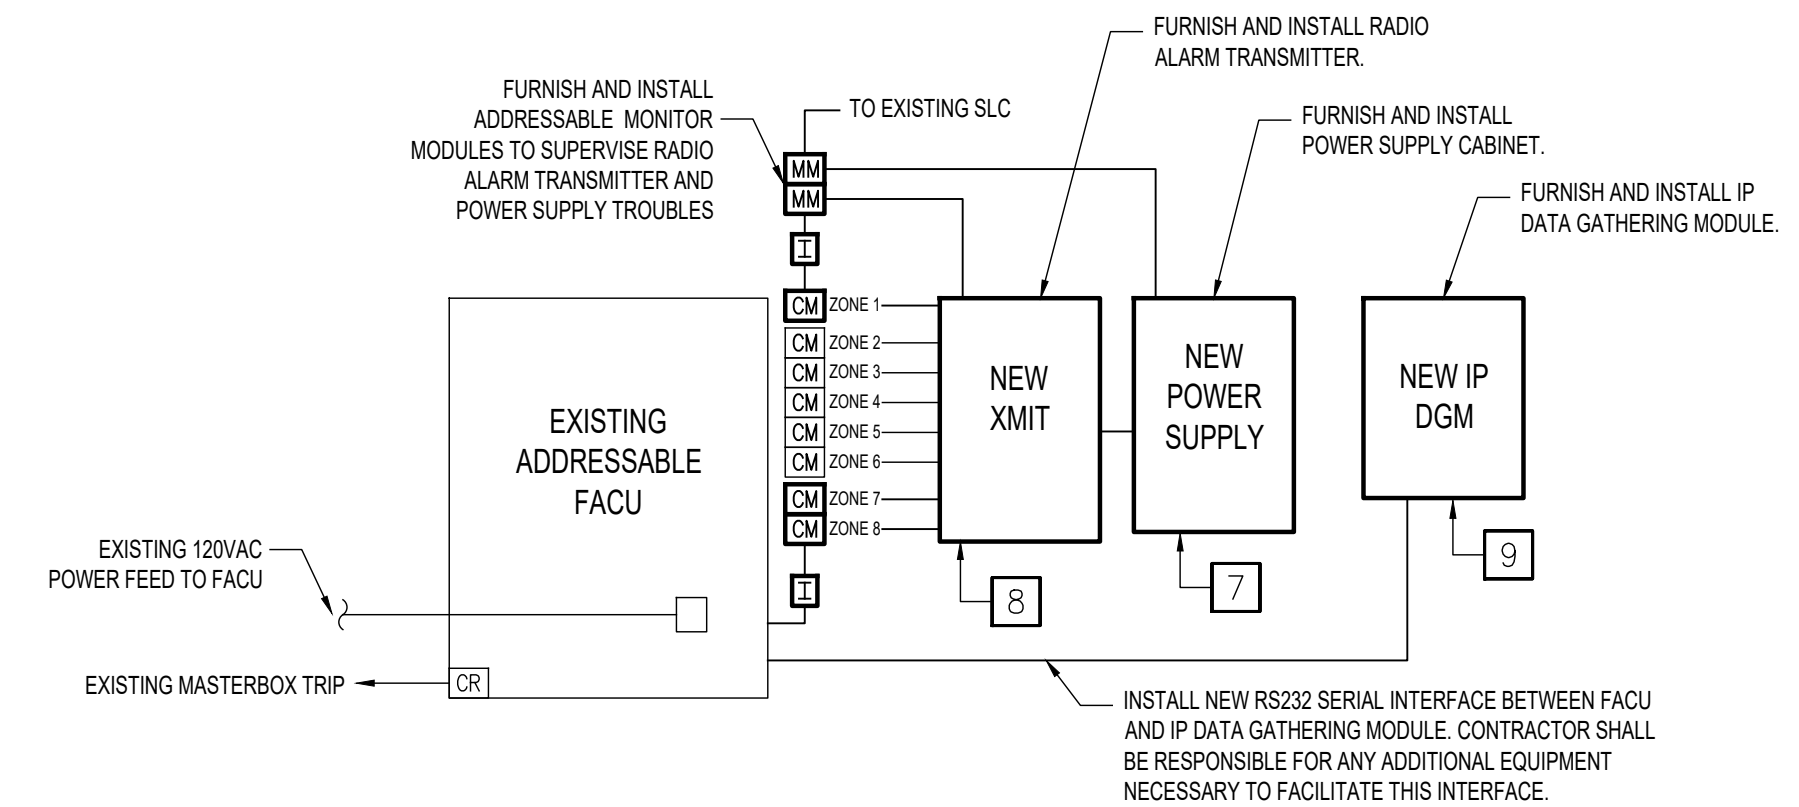 FURNISH AND INSTALL RADIO
ALARM TRANSMITTER.
FURNISH AND INSTALL
ADDRESSABLE MONITOR
MODULES TO SUPERVISE RADIO
ALARM TRANSMITTER AND
POWER SUPPLY TROUBLES
TO EXISTING SLC
FURNISH AND INSTALL
POWER SUPPLY CABINET.
FURNISH AND INSTALL IP
DATA GATHERING MODULE.
MM
MM
I
CM ZONE 1
CM ZONE 2
CM ZONE 3
CM ZONE 4
CM ZONE 5
CM ZONE 6
CM ZONE 7
CM ZONE 8
I
EXISTING
ADDRESSABLE
FACU
NEW
XMIT
NEW
POWER
SUPPLY
NEW IP
DGM
8
7
9
EXISTING 120VAC
POWER FEED TO FACU
EXISTING MASTERBOX TRIP
CR
INSTALL NEW RS232 SERIAL INTERFACE BETWEEN FACU
AND IP DATA GATHERING MODULE. CONTRACTOR SHALL
BE RESPONSIBLE FOR ANY ADDITIONAL EQUIPMENT
NECESSARY TO FACILITATE THIS INTERFACE.